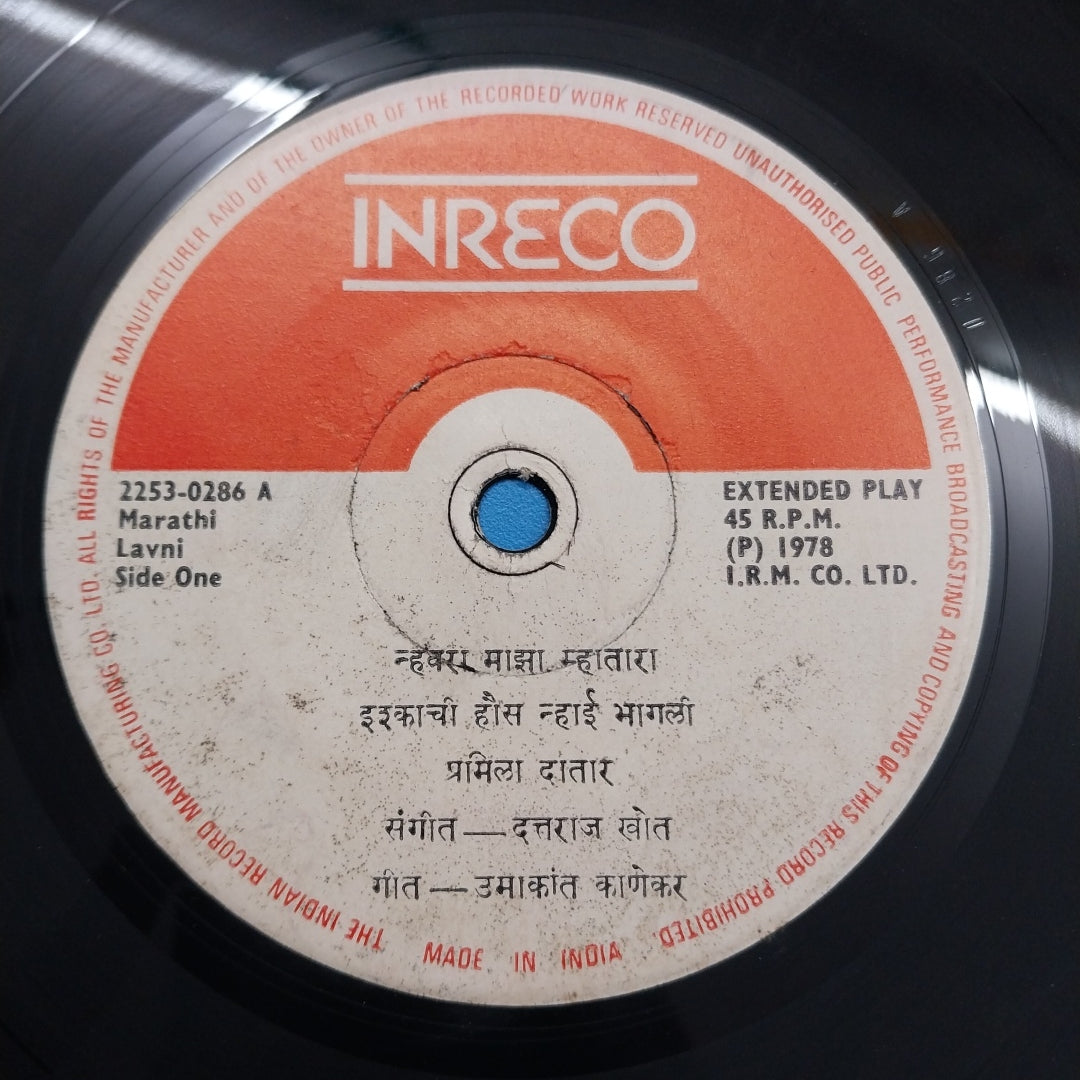 THE INDIAN RECORD MANUFACTURING CO. LTD. ALL RIGHTS OF THE MANUFACTURER AND OF THE OWNER OF THE RECORDED WORK RESERVED UNAUTHORISED PUBLIC PERFORMANCE BROADCASTING AND COPYING OF THIS RECORD PROHIBITED.
INRECO
2253-0286 A
Marathi
Lavni
Side One
EXTENDED PLAY
45 R.P.M.
(P) 1978
I.R.M. CO. LTD.
न्हवरा माझा म्हातारा
इश्काची हौस न्हाई भागली
प्रमिला दातार
संगीत — दत्तराज खोत
गीत — उमाकांत काणेकर
MADE IN INDIA